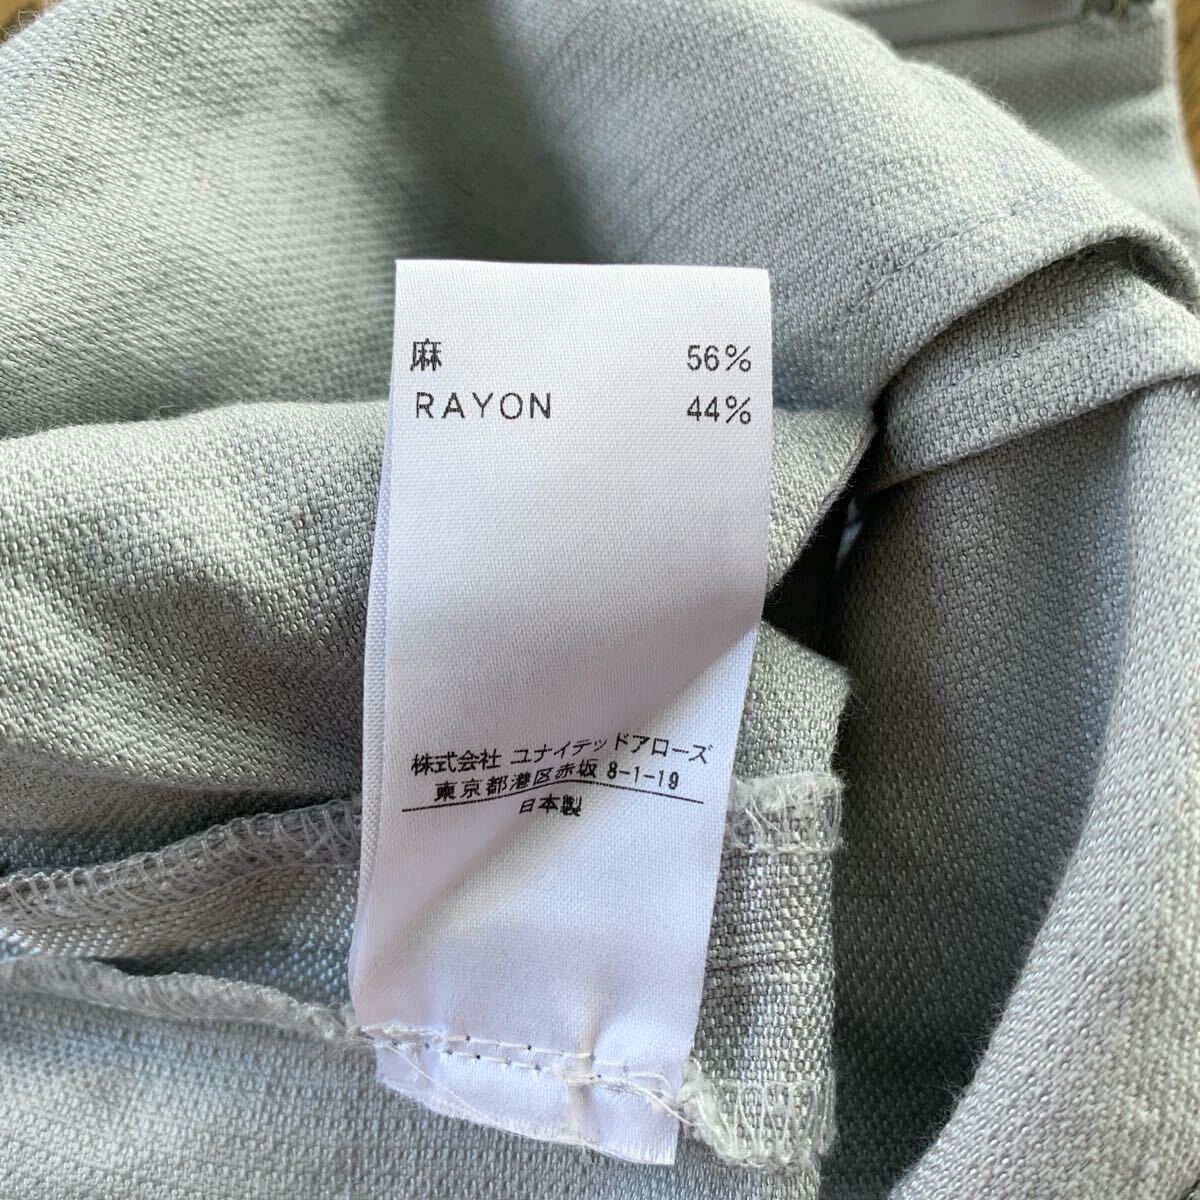 麻 56%
RAYON 44%
株式会社 ユナイテッドアローズ
東京都港区赤坂 8-1-19
日本製